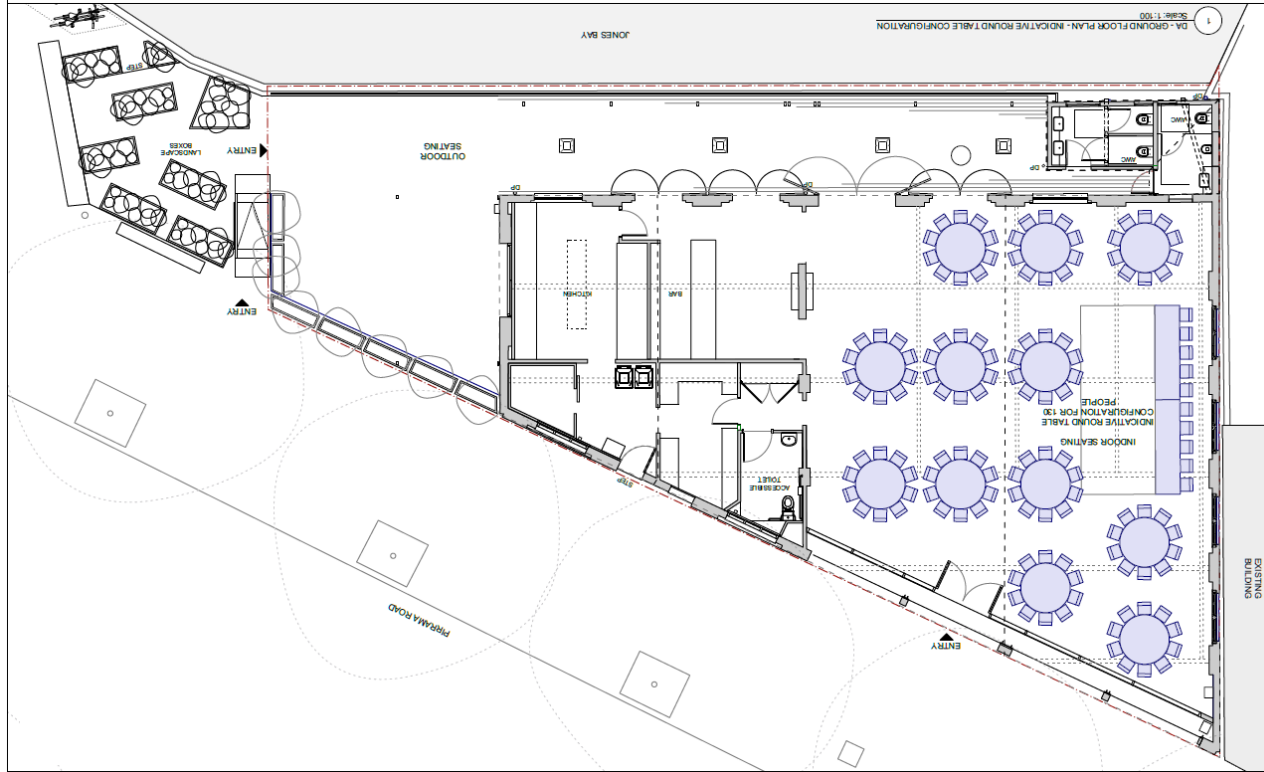 1
DA - GROUND FLOOR PLAN - INDICATIVE ROUND TABLE CONFIGURATION
Scale: 1:100
JONES BAY
STEP
LANDSCAPE
BOXES
ENTRY
OUTDOOR
SEATING
DP
DP
DP
DP
AWC
AWC
ENTRY
KITCHEN
BAR
INDOOR SEATING
INDICATIVE ROUND TABLE
CONFIGURATION FOR 130
PEOPLE
ACCESSIBLE
TOILET
STEP
ENTRY
PIRRAMA ROAD
EXISTING
BUILDING